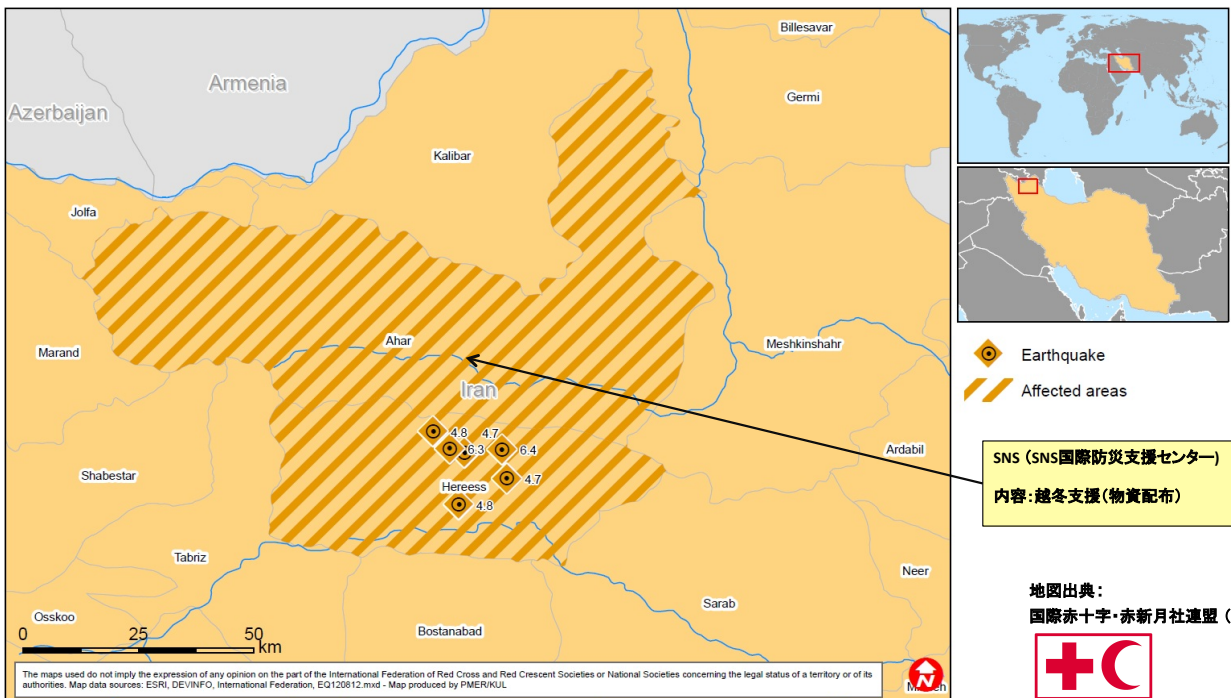 Billesavar
Armenia
Azerbaijan
Germi
Kalibar
Jolfa
Ahar
Marand
Meshkinshahr
Iran
4.8
4.7
6.3
6.4
Ardabil
Shabestar
Hereess
4.7
4.8
Tabriz
Neer
Sarab
Osskoo
Bostanabad
0 25 50
km
The maps used do not imply the expression of any opinion on the part of the International Federation of Red Cross and Red Crescent Societies or National Societies concerning the legal status of a territory or of its
authorities. Map data sources: ESRI, DEVINFO, International Federation, EQ120812.mxd - Map produced by PMER/KUL
N
Earthquake
Affected areas
SNS (SNS国際防災支援センター)
内容:越冬支援(物資配布)
地図出典:
国際赤十字・赤新月社連盟 (